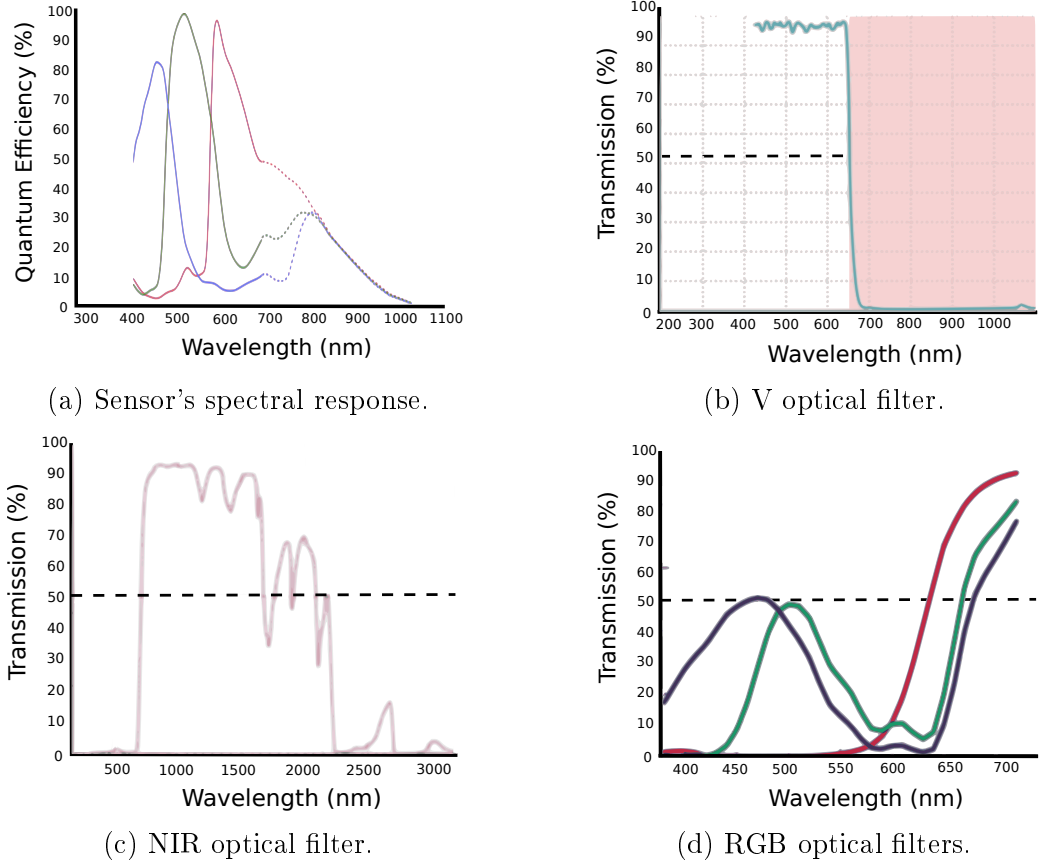 100
90
80
70
60
50
40
30
20
10
0
Quantum Efficiency (%)
300 400 500 600 700 800 900 1000 1100
Wavelength (nm)
(a) Sensor's spectral response.
100
90
80
70
60
50
40
30
20
10
0
Transmission (%)
200 300 400 500 600 700 800 900 1000
Wavelength (nm)
(b) V optical filter.
100
90
80
70
60
50
40
30
20
10
0
Transmission (%)
500 1000 1500 2000 2500 3000
Wavelength (nm)
(c) NIR optical filter.
100
90
80
70
60
50
40
30
20
10
0
Transmission (%)
400 450 500 550 600 650 700
Wavelength (nm)
(d) RGB optical filters.